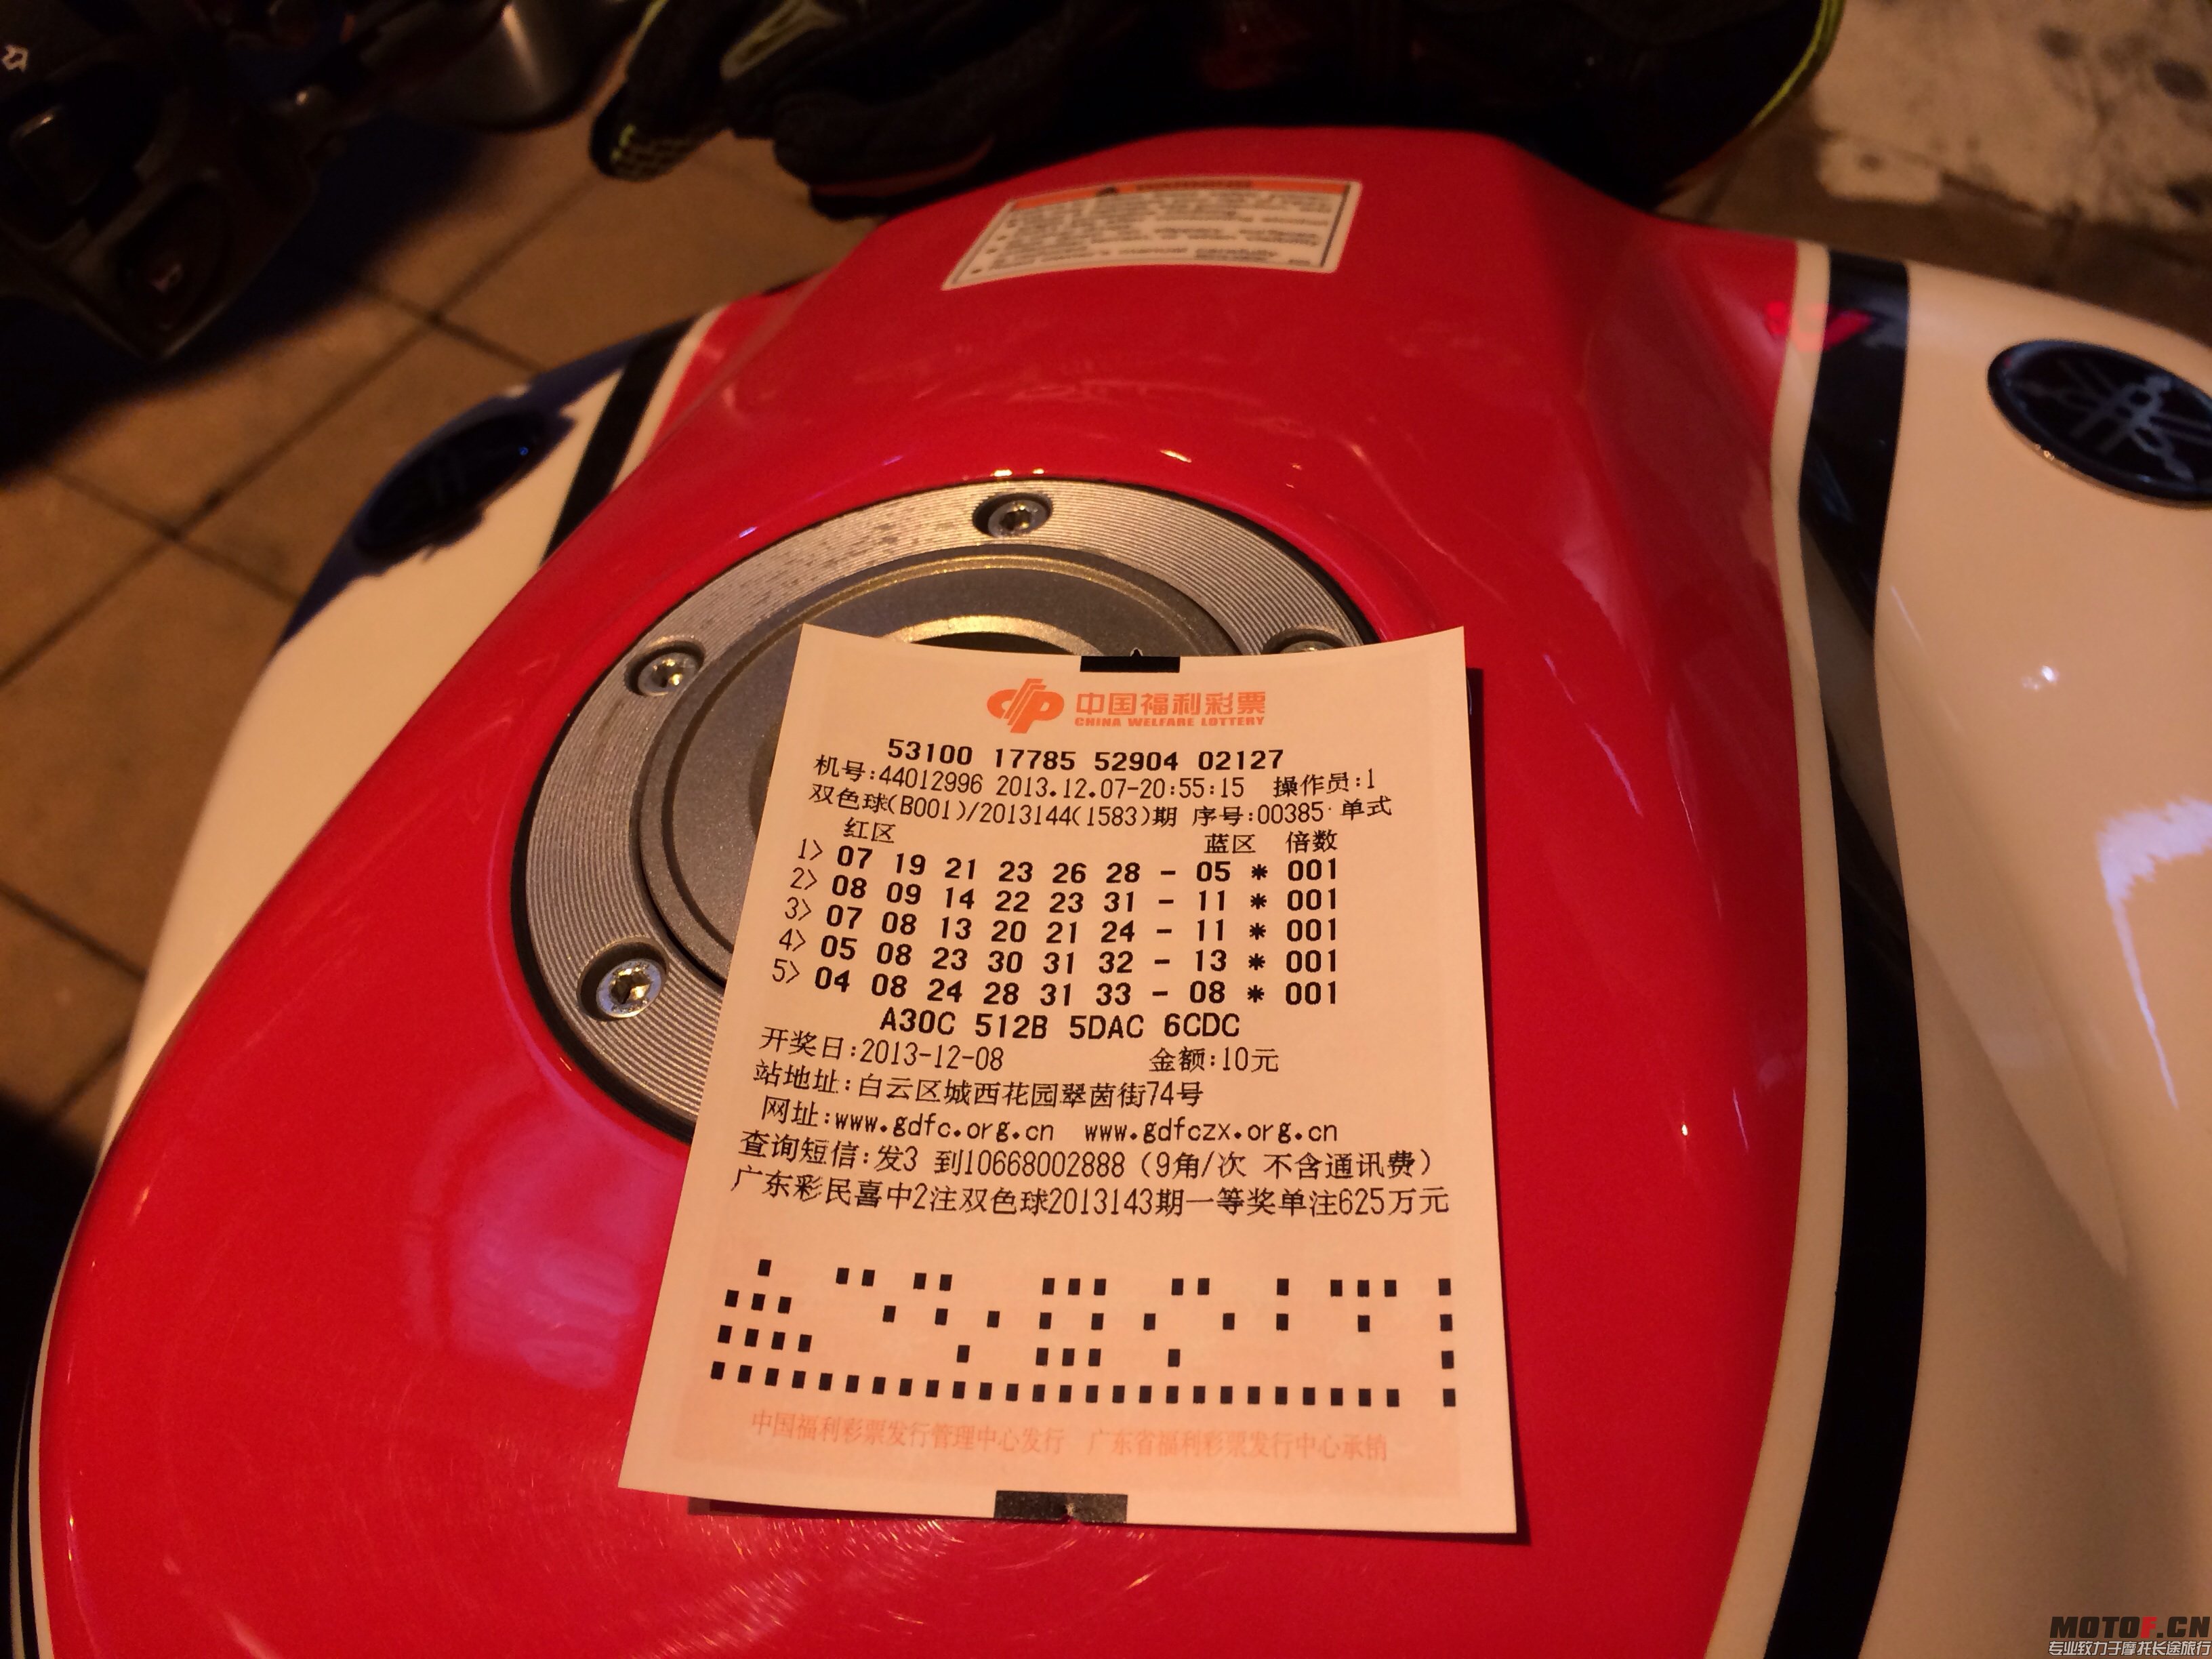 中国福利彩票
CHINA WELFARE LOTTERY
53100 17785 52904 02127
机号:44012996 2013.12.07-20:55:15 操作员:1
双色球(B001)/2013144(1583)期 序号:00385 单式
红区 蓝区 倍数
1> 07 19 21 23 26 28 - 05 * 001
2> 08 09 14 22 23 31 - 11 * 001
3> 07 08 13 20 21 24 - 11 * 001
4> 05 08 23 30 31 32 - 13 * 001
5> 04 08 24 28 31 33 - 08 * 001
A30C 512B 5DAC 6CDC
开奖日:2013-12-08 金额:10元
站地址:白云区城西花园翠茵街74号
网址:www.gdfc.org.cn www.gdfczx.org.cn
查询短信:发3 到10668002888（9角/次 不含通讯费）
广东彩民喜中2注双色球2013143期一等奖单注625万元
中国福利彩票发行管理中心发行 广东省福利彩票发行中心承销
MOTOF.CN
专业致力于摩托长途旅行